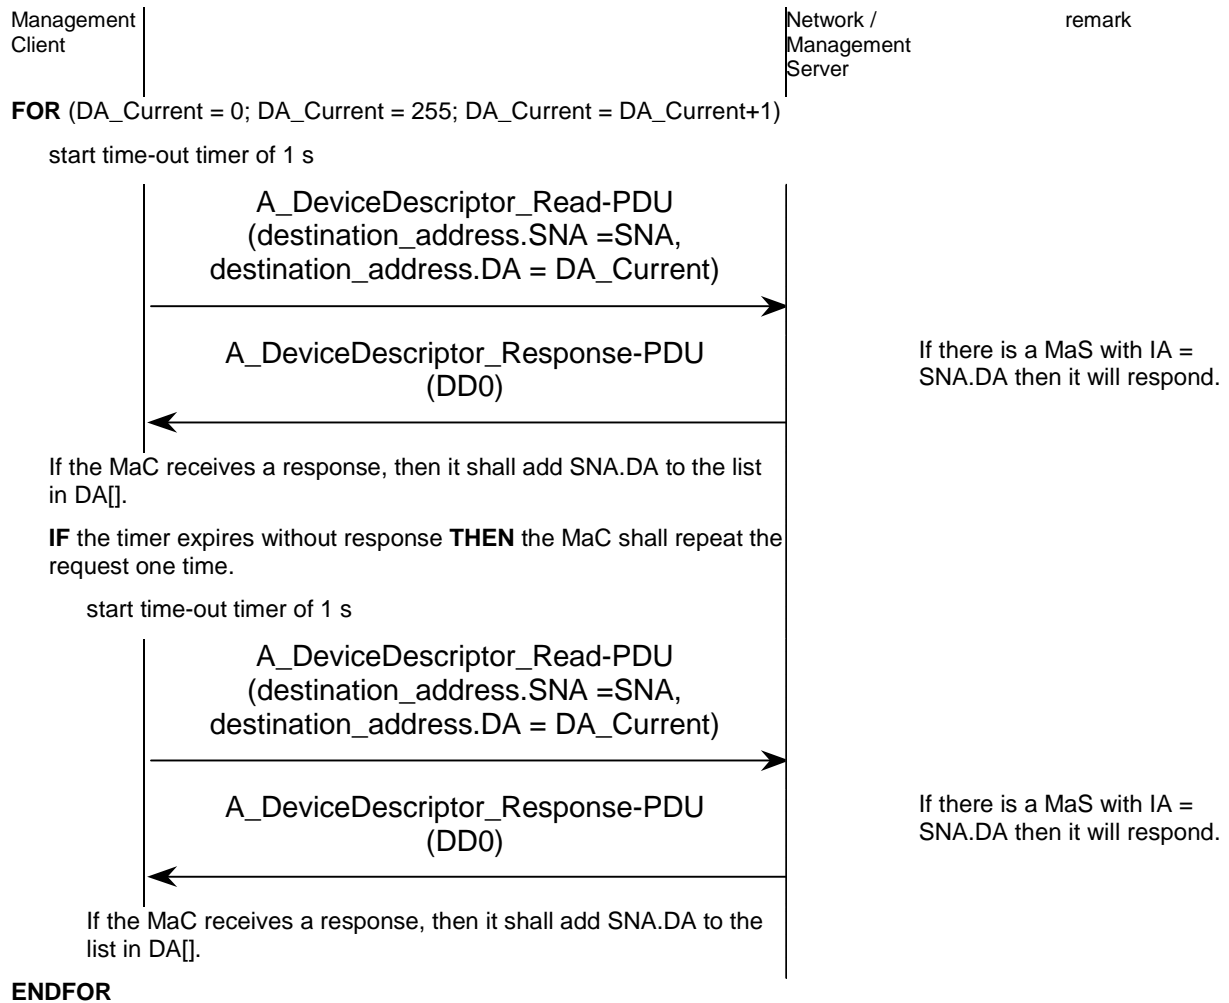 Management
Client
Network /
Management
Server
remark
FOR (DA_Current = 0; DA_Current = 255; DA_Current = DA_Current+1)
start time-out timer of 1 s
A_DeviceDescriptor_Read-PDU
(destination_address.SNA =SNA,
destination_address.DA = DA_Current)
A_DeviceDescriptor_Response-PDU
(DD0)
If there is a MaS with IA =
SNA.DA then it will respond.
If the MaC receives a response, then it shall add SNA.DA to the list
in DA[].
IF the timer expires without response THEN the MaC shall repeat the
request one time.
start time-out timer of 1 s
A_DeviceDescriptor_Read-PDU
(destination_address.SNA =SNA,
destination_address.DA = DA_Current)
A_DeviceDescriptor_Response-PDU
(DD0)
If there is a MaS with IA =
SNA.DA then it will respond.
If the MaC receives a response, then it shall add SNA.DA to the
list in DA[].
ENDFOR